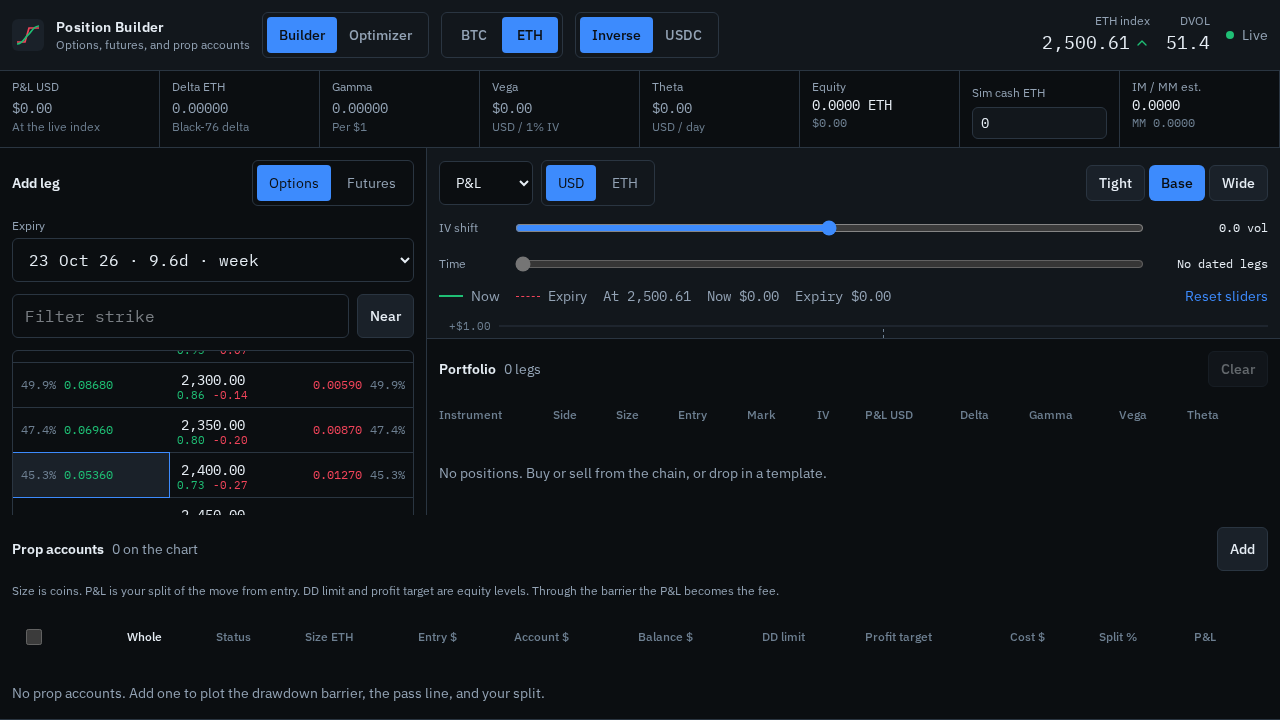 Position Builder
Options, futures, and prop accounts
Builder Optimizer
BTC ETH
Inverse USDC
ETH index
2,500.61
DVOL
51.4
Live
P&L USD
$0.00
At the live index
Delta ETH
0.00000
Black-76 delta
Gamma
0.00000
Per $1
Vega
$0.00
USD / 1% IV
Theta
$0.00
USD / day
Equity
0.0000 ETH
$0.00
Sim cash ETH
0
IM / MM est.
0.0000
MM 0.0000
Add leg
Options Futures
Expiry
23 Oct 26 · 9.6d · week
Filter strike
Near
49.9% 0.08680 2,300.00 0.00590 49.9%
0.86 -0.14
47.4% 0.06960 2,350.00 0.00870 47.4%
0.80 -0.20
45.3% 0.05360 2,400.00 0.01270 45.3%
0.73 -0.27
2,450.00
P&L
USD ETH
Tight Base Wide
IV shift 0.0 vol
Time No dated legs
Now Expiry At 2,500.61 Now $0.00 Expiry $0.00 Reset sliders
+$1.00
Portfolio 0 legs
Clear
Instrument Side Size Entry Mark IV P&L USD Delta Gamma Vega Theta
No positions. Buy or sell from the chain, or drop in a template.
Prop accounts 0 on the chart
Add
Size is coins. P&L is your split of the move from entry. DD limit and profit target are equity levels. Through the barrier the P&L becomes the fee.
Whole Status Size ETH Entry $ Account $ Balance $ DD limit Profit target Cost $ Split % P&L
No prop accounts. Add one to plot the drawdown barrier, the pass line, and your split.